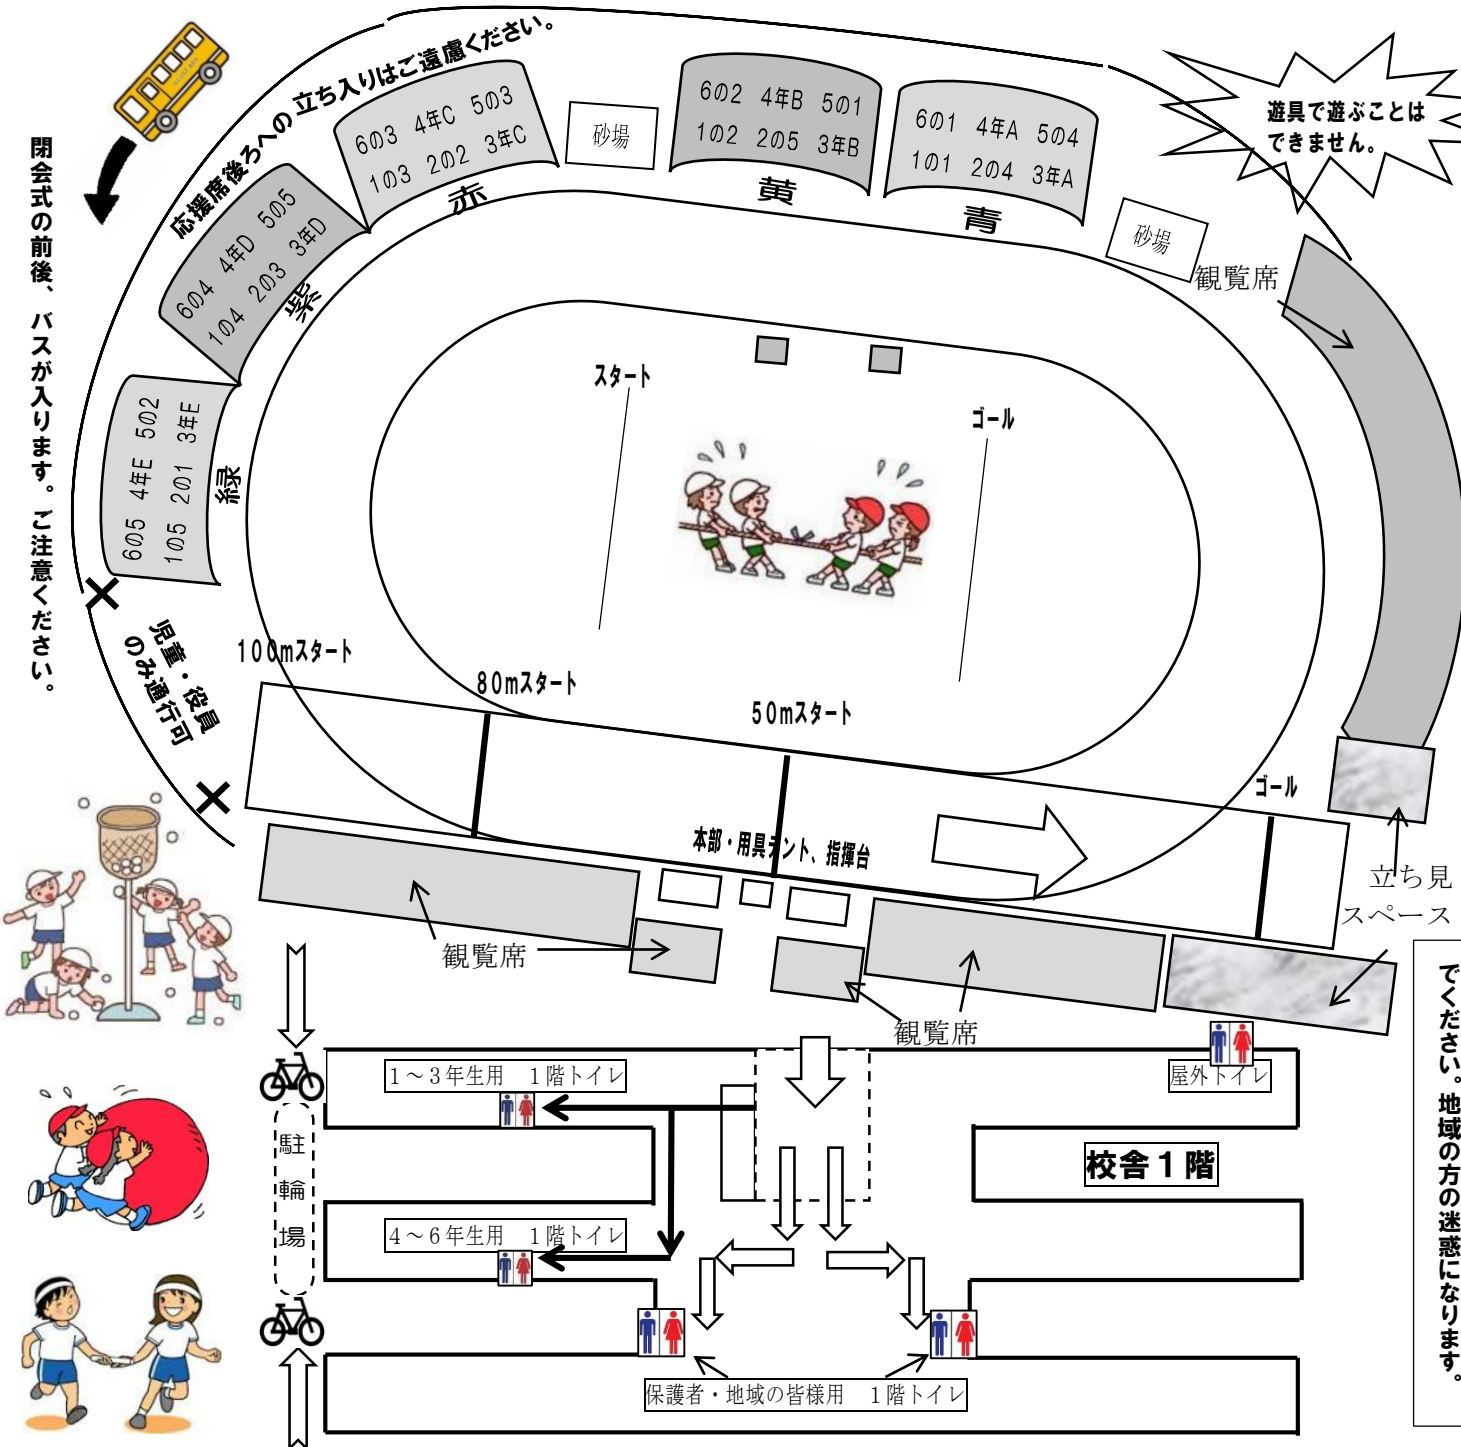 閉会式の前後、バスが入ります。ご注意ください。
応援席後ろへの立ち入りはご遠慮ください。
遊具で遊ぶことは
できません。
6の5 4年E 5の2
1の5 2の1 3年E
緑
6の4 4年D 5の5
1の4 2の3 3年D
紫
6の3 4年C 5の3
1の3 2の2 3年C
赤
砂場
6の2 4年B 5の1
1の2 2の5 3年B
黄
6の1 4年A 5の4
1の1 2の4 3年A
青
砂場
観覧席
スタート
ゴール
児童・役員
のみ通行可
100mスタート
80mスタート
50mスタート
ゴール
本部・用具テント、指揮台
立ち見
スペース
観覧席
観覧席
でください。地域の方の迷惑になります。
1~3年生用 1階トイレ
屋外トイレ
駐輪場
校舎1階
4~6年生用 1階トイレ
保護者・地域の皆様用 1階トイレ